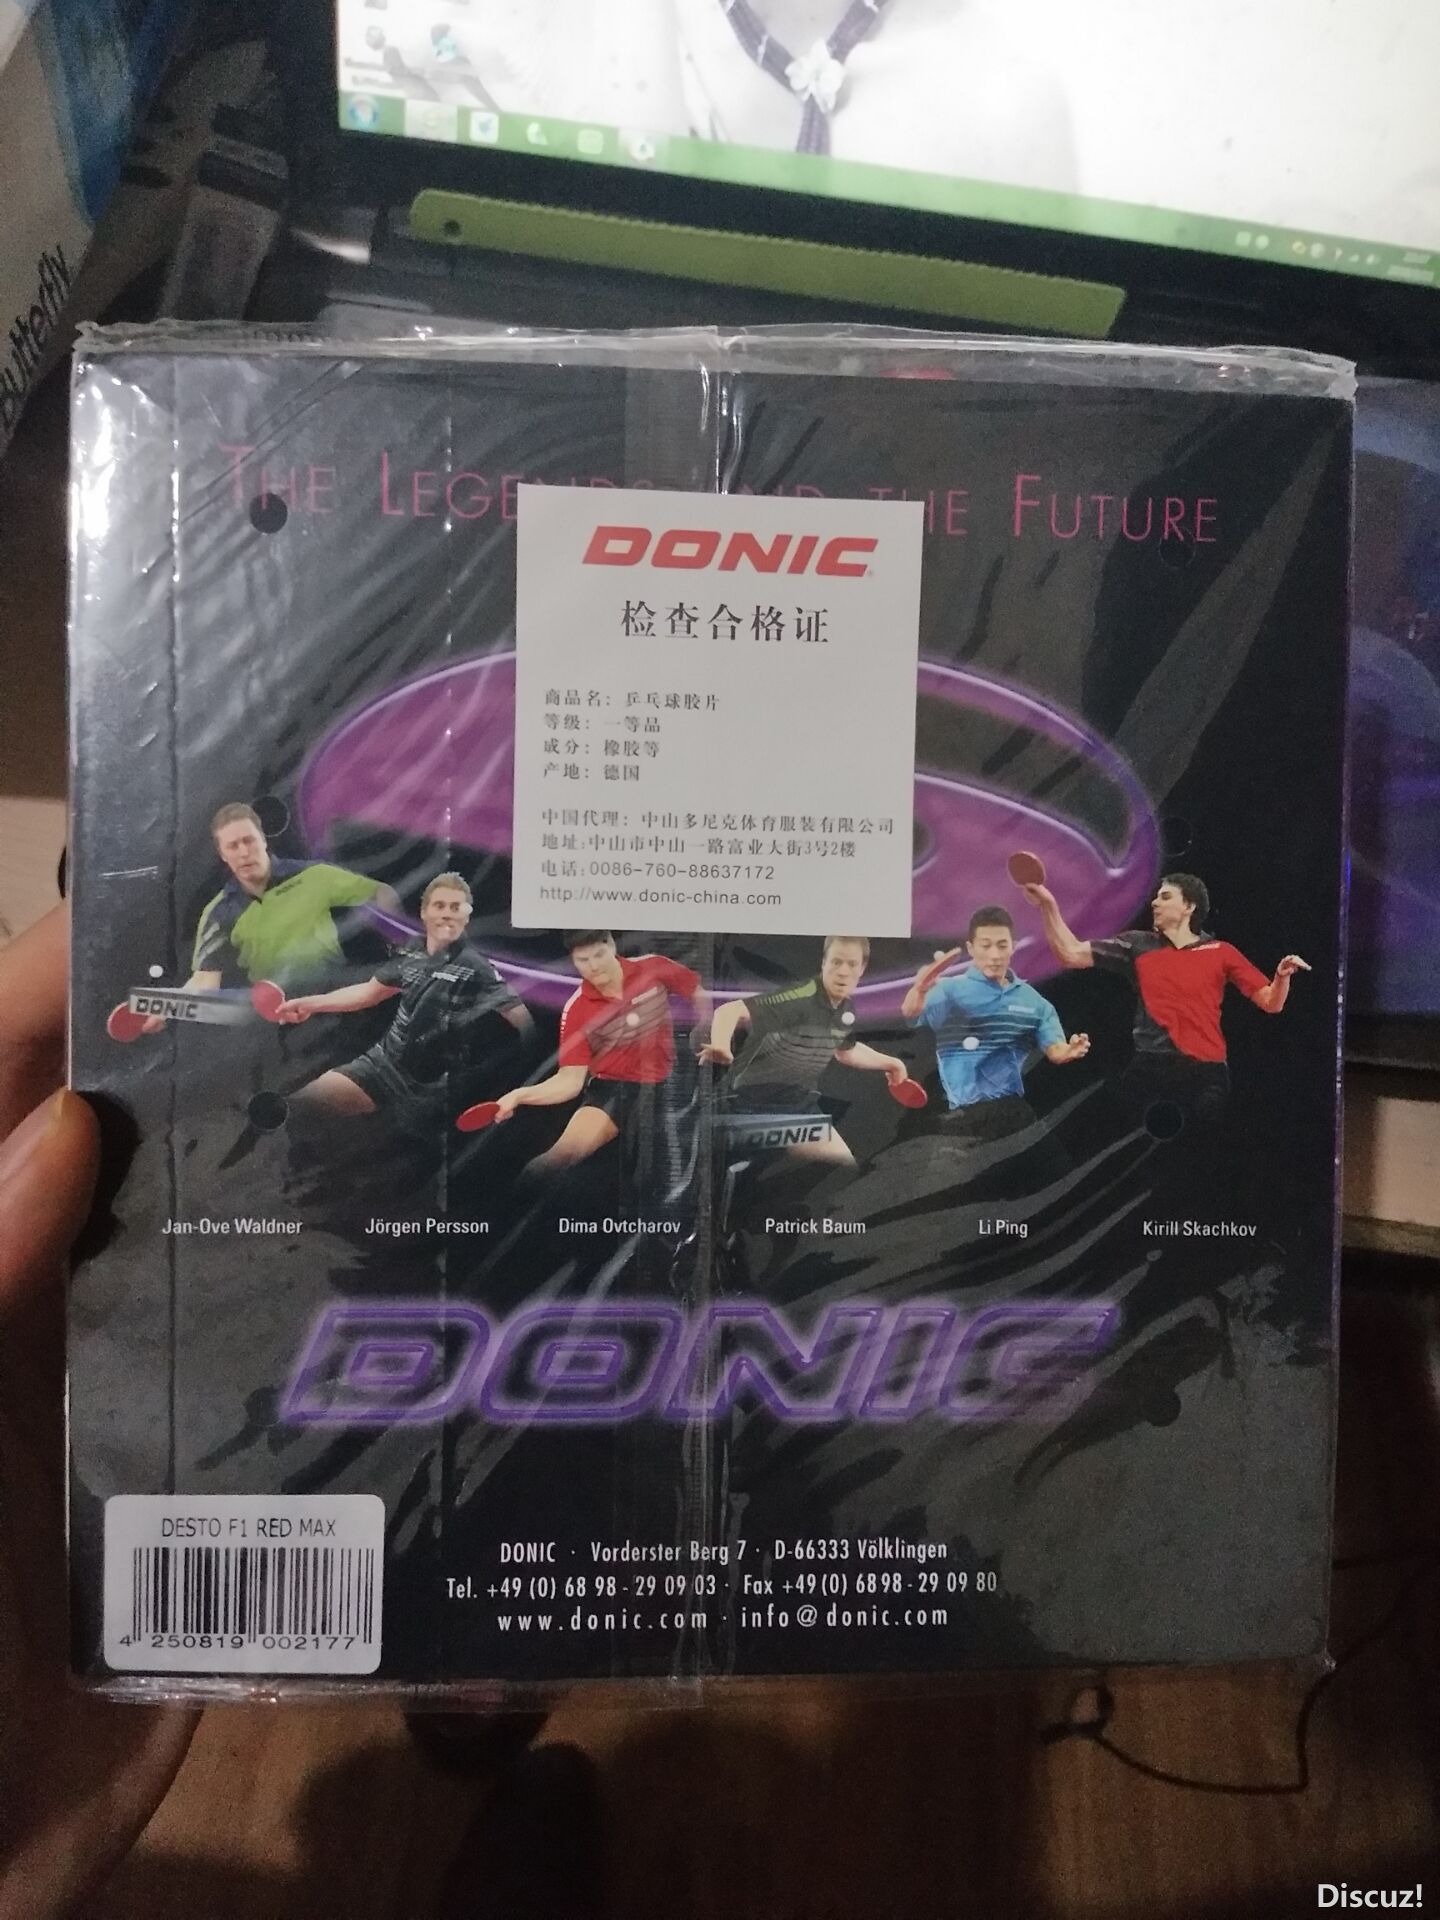 Butterfly
THE LEGENDS AND THE FUTURE
DONIC
检查合格证
商品名：乒乓球胶片
等级：一等品
成分：橡胶等
产地：德国
中国代理：中山多尼克体育服装有限公司
地址:中山市中山一路富业大街3号2楼
电话:0086-760-88637172
http://www.donic-china.com
DONIC
DONIC
DONIC
Jan-Ove Waldner Jörgen Persson Dima Ovtcharov Patrick Baum Li Ping Kirill Skachkov
DONIC
DESTO F1 RED MAX
4 250819 002177
DONIC · Vorderster Berg 7 · D-66333 Völklingen
Tel. +49 (0) 68 98 - 29 09 03 · Fax +49 (0) 6898 - 29 09 80
www.donic.com · info@donic.com
Discuz!